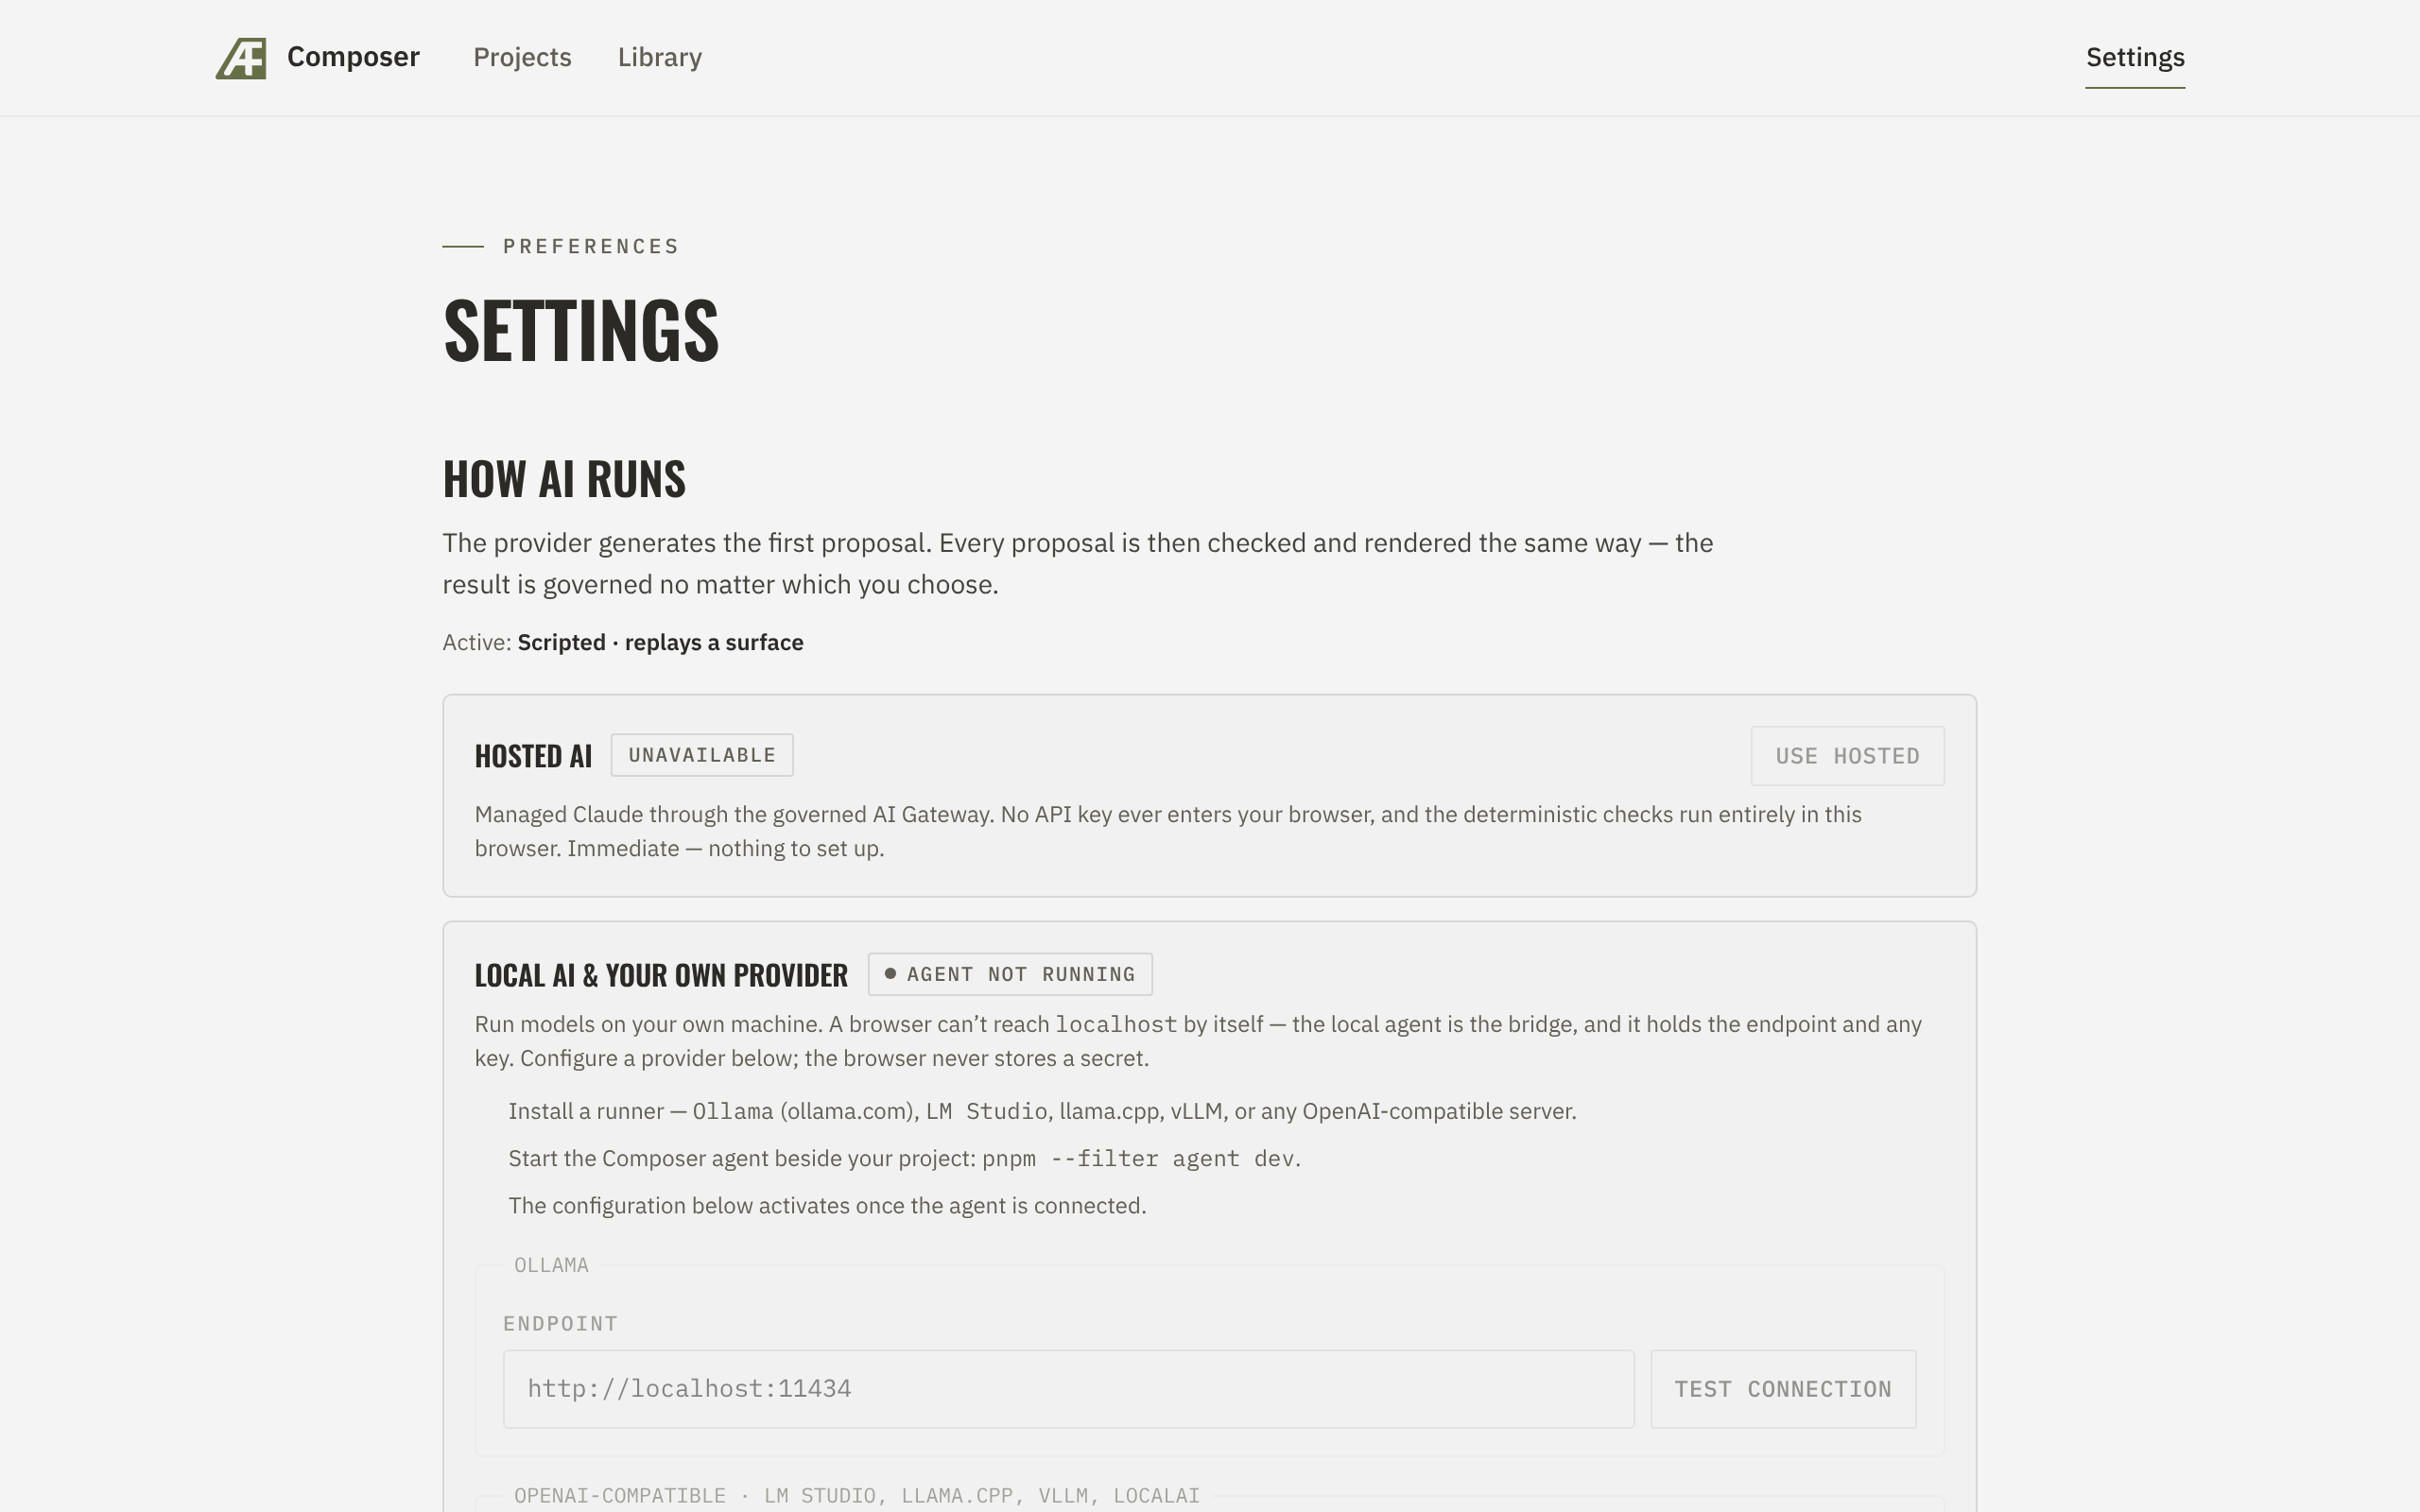 Composer
Projects
Library
Settings
PREFERENCES
SETTINGS
HOW AI RUNS
The provider generates the first proposal. Every proposal is then checked and rendered the same way — the
result is governed no matter which you choose.
Active: Scripted · replays a surface
HOSTED AI
UNAVAILABLE
USE HOSTED
Managed Claude through the governed AI Gateway. No API key ever enters your browser, and the deterministic checks run entirely in this
browser. Immediate — nothing to set up.
LOCAL AI & YOUR OWN PROVIDER
AGENT NOT RUNNING
Run models on your own machine. A browser can’t reach localhost by itself — the local agent is the bridge, and it holds the endpoint and any
key. Configure a provider below; the browser never stores a secret.
Install a runner — Ollama (ollama.com), LM Studio, llama.cpp, vLLM, or any OpenAI-compatible server.
Start the Composer agent beside your project: pnpm --filter agent dev.
The configuration below activates once the agent is connected.
OLLAMA
ENDPOINT
http://localhost:11434
TEST CONNECTION
OPENAI-COMPATIBLE · LM STUDIO, LLAMA.CPP, VLLM, LOCALAI